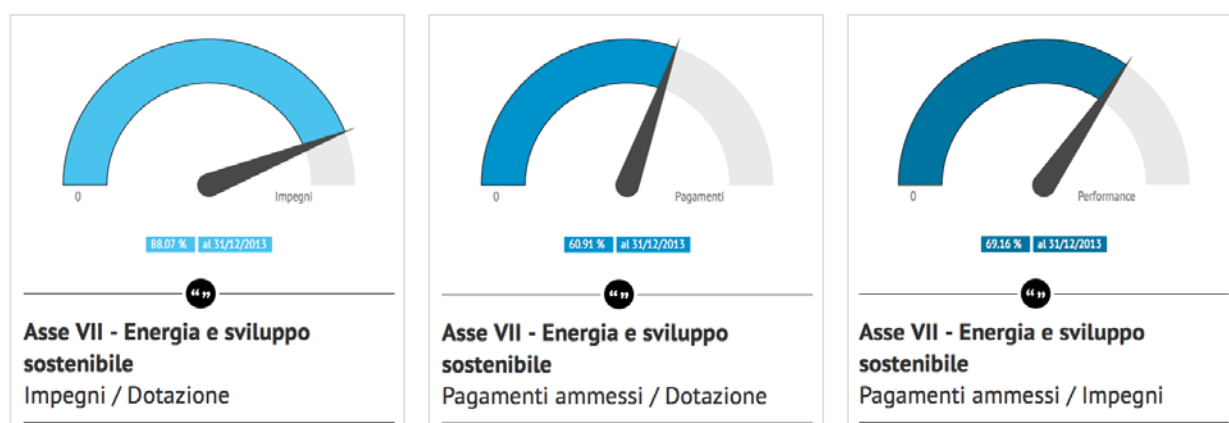 0 Impegni
88.07 % al 31/12/2013
“ ”
Asse VII - Energia e sviluppo
sostenibile
Impegni / Dotazione
0 Pagamenti
60.91 % al 31/12/2013
“ ”
Asse VII - Energia e sviluppo
sostenibile
Pagamenti ammessi / Dotazione
0 Performance
69.16 % al 31/12/2013
“ ”
Asse VII - Energia e sviluppo
sostenibile
Pagamenti ammessi / Impegni